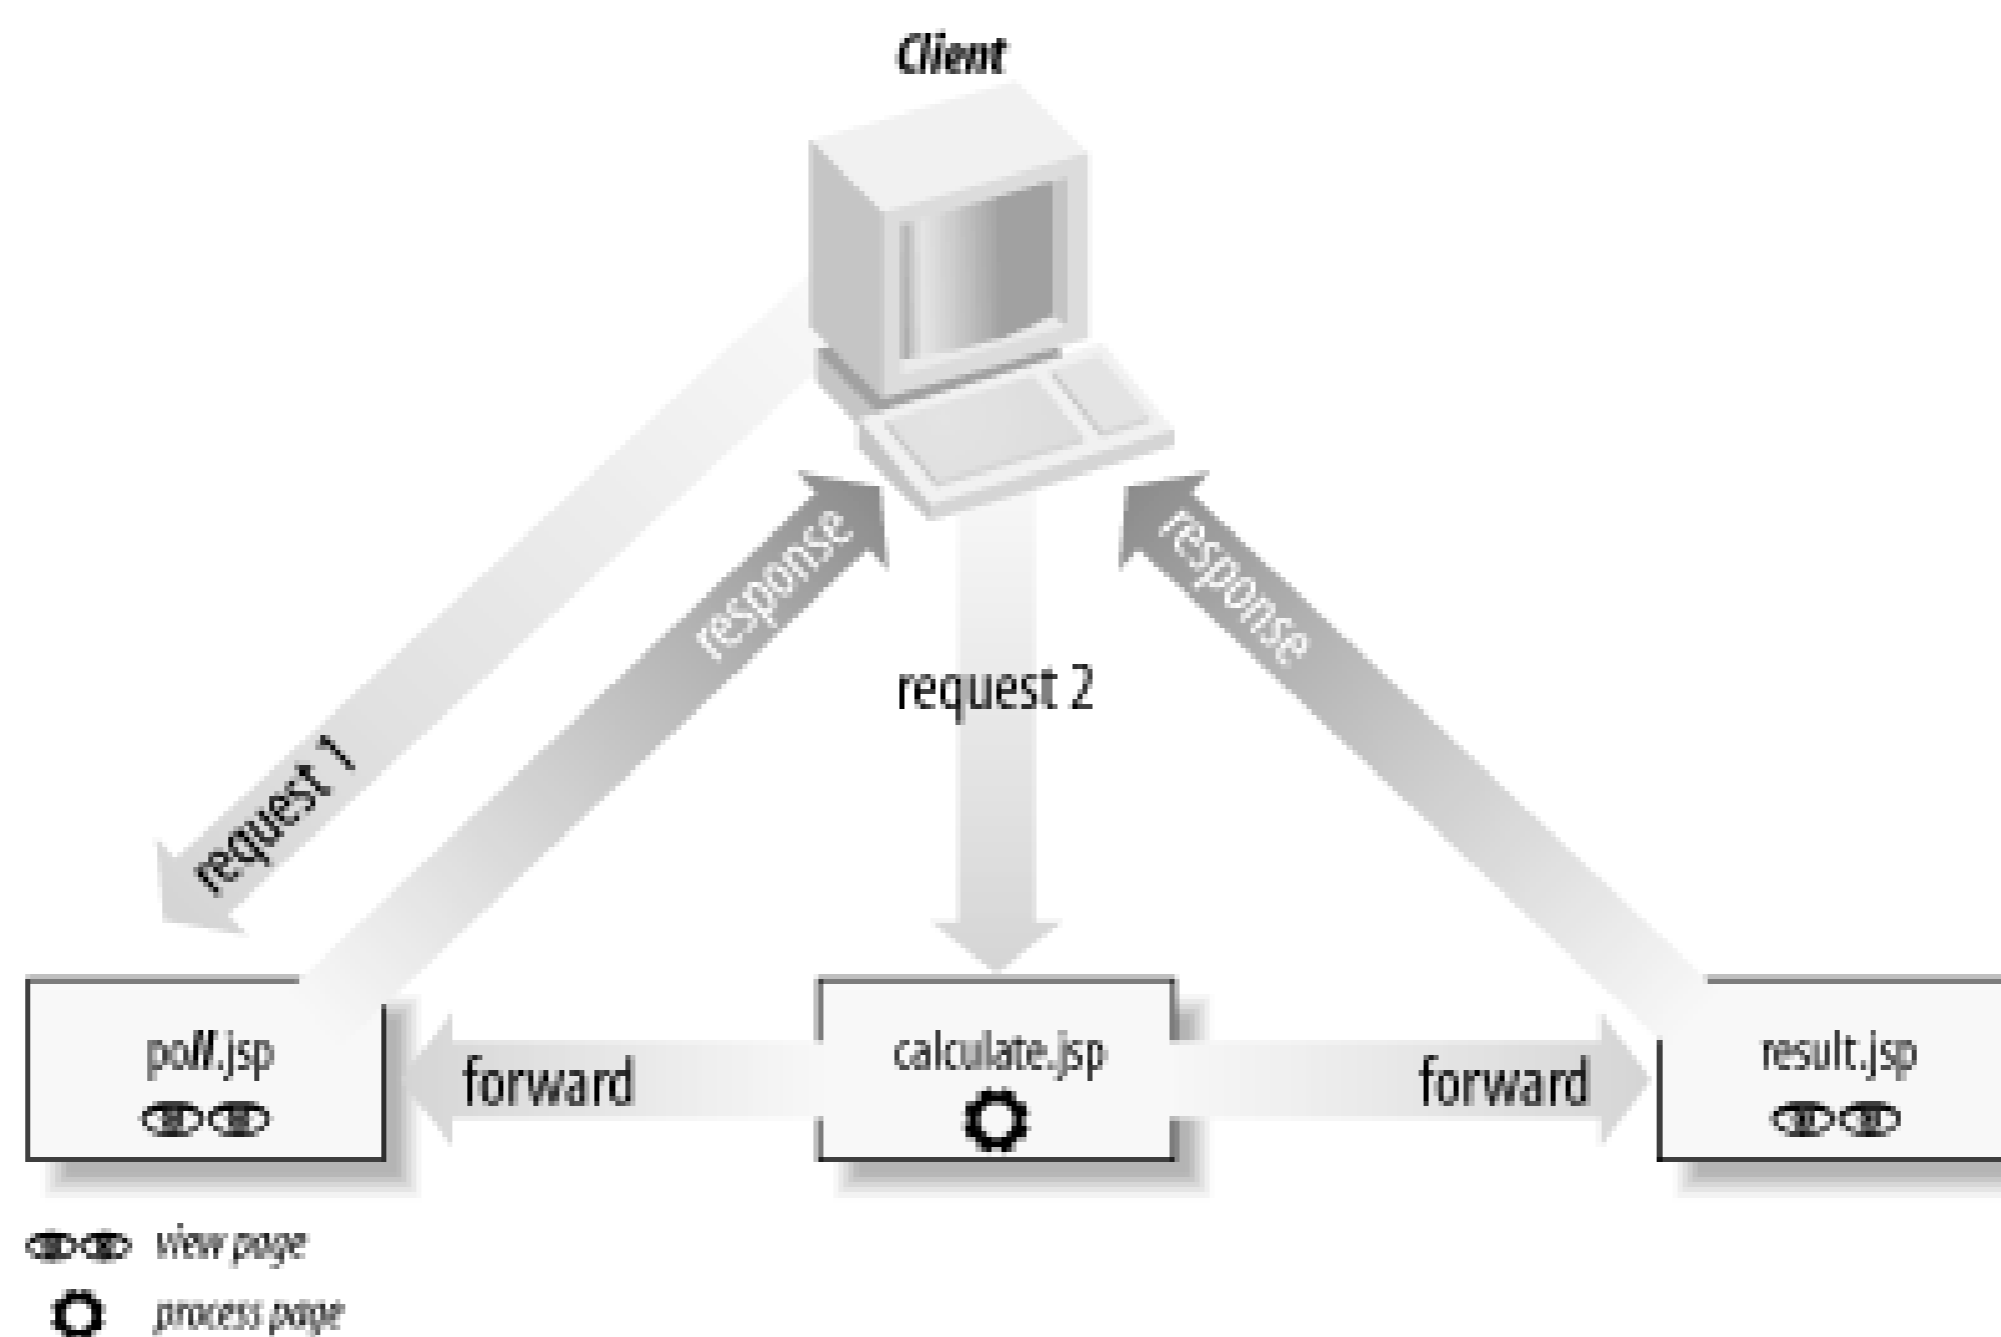 Client
response
response
request 2
request 1
poll.jsp
forward
calculate.jsp
forward
result.jsp
view page
process page